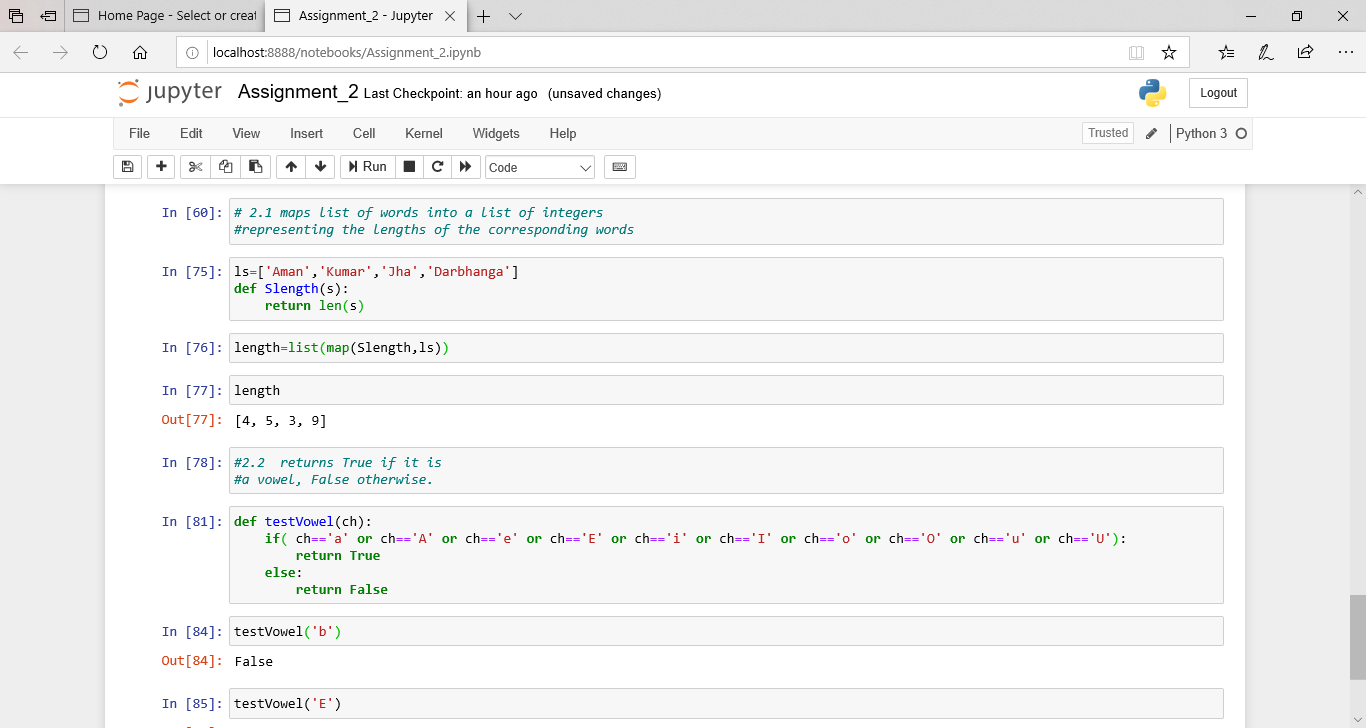 Home Page - Select or creat
Assignment_2 - Jupyter
localhost:8888/notebooks/Assignment_2.ipynb
jupyter Assignment_2 Last Checkpoint: an hour ago (unsaved changes)
Logout
File Edit View Insert Cell Kernel Widgets Help
Trusted
Python 3
Run
Code
In [60]: # 2.1 maps list of words into a list of integers
#representing the lengths of the corresponding words
In [75]: ls=['Aman','Kumar','Jha','Darbhanga']
def Slength(s):
    return len(s)
In [76]: length=list(map(Slength,ls))
In [77]: length
Out[77]: [4, 5, 3, 9]
In [78]: #2.2  returns True if it is
#a vowel, False otherwise.
In [81]: def testVowel(ch):
    if( ch=='a' or ch=='A' or ch=='e' or ch=='E' or ch=='i' or ch=='I' or ch=='o' or ch=='O' or ch=='u' or ch=='U'):
        return True
    else:
        return False
In [84]: testVowel('b')
Out[84]: False
In [85]: testVowel('E')